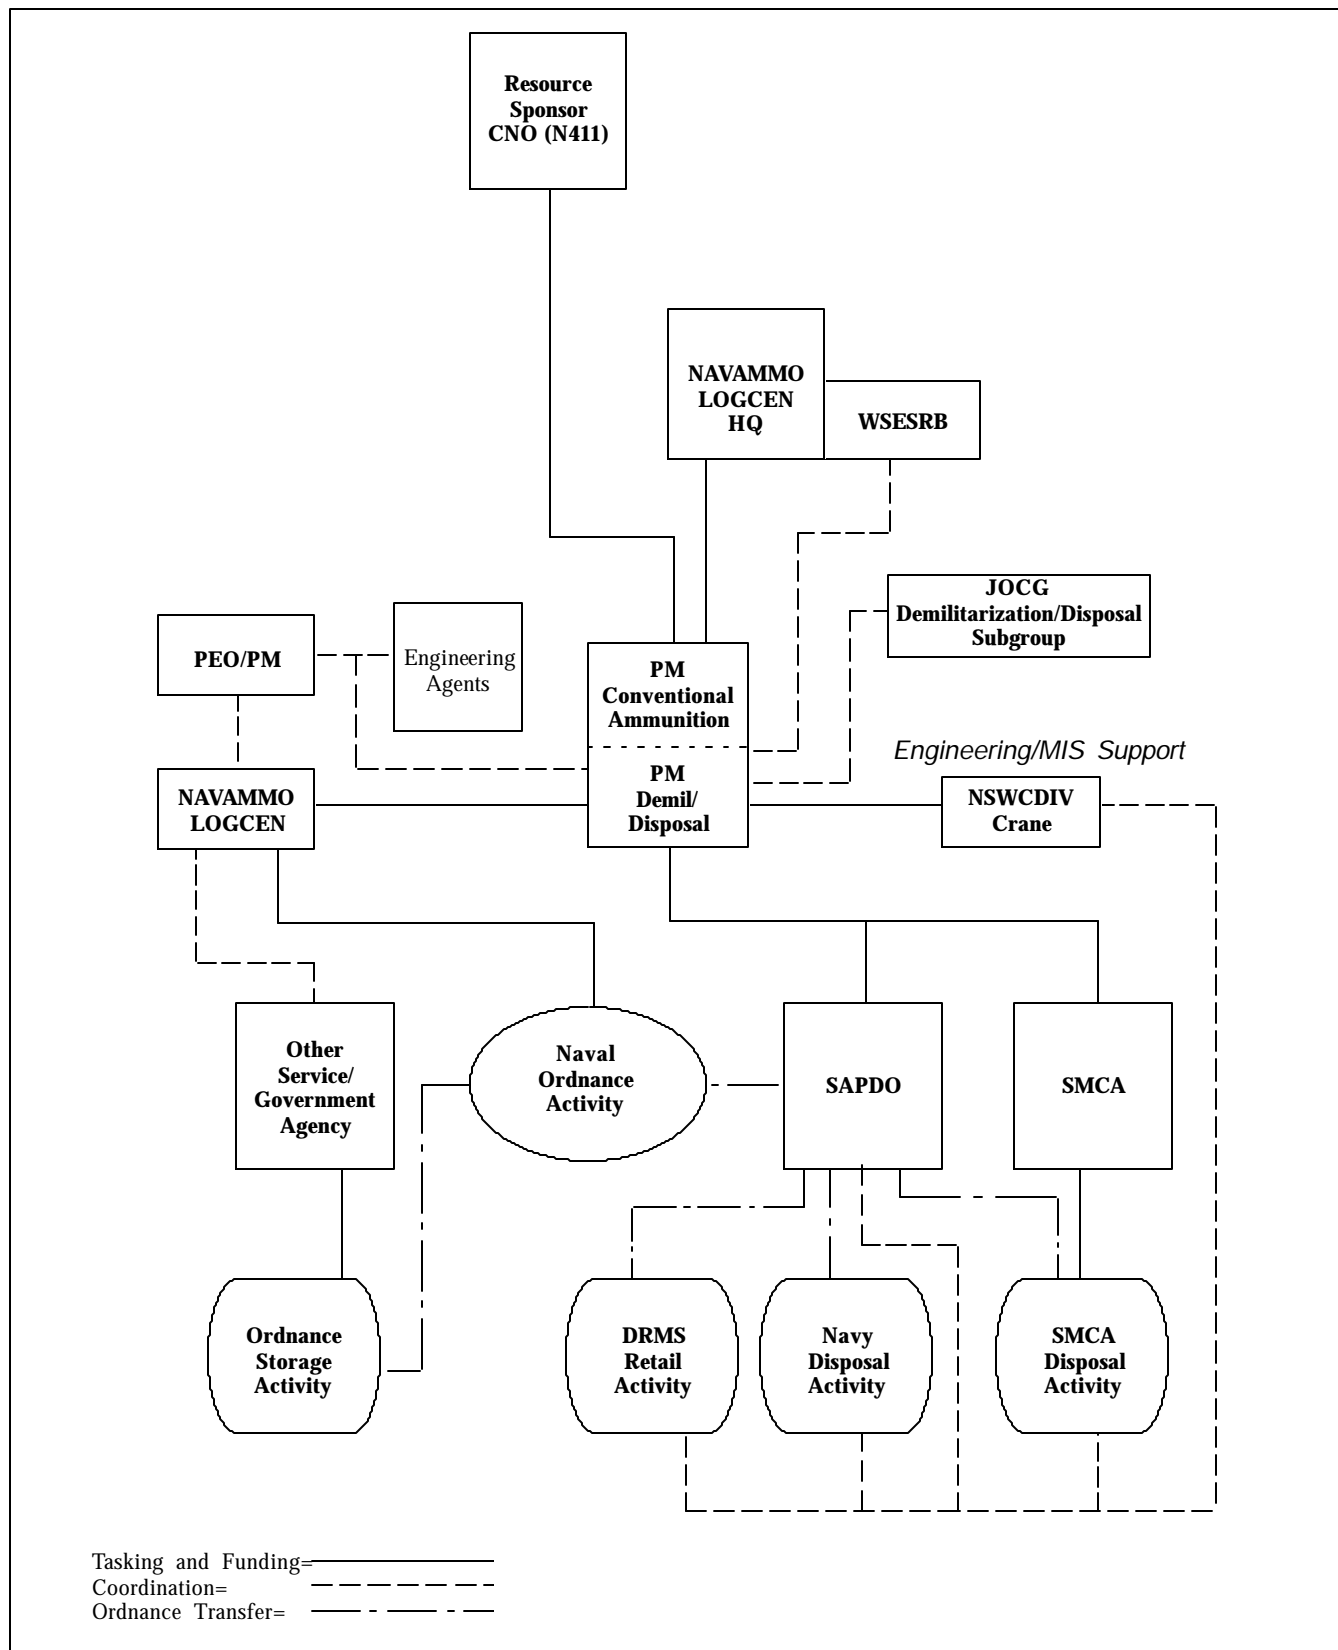 Resource
Sponsor
CNO (N411)
NAVAMMO
LOGCEN
HQ
WSESRB
JOCG
Demilitarization/Disposal
Subgroup
PEO/PM
Engineering
Agents
PM
Conventional
Ammunition
Engineering/MIS Support
NAVAMMO
LOGCEN
PM
Demil/
Disposal
NSWCDIV
Crane
Other
Service/
Government
Agency
Naval
Ordnance
Activity
SAPDO
SMCA
Ordnance
Storage
Activity
DRMS
Retail
Activity
Navy
Disposal
Activity
SMCA
Disposal
Activity
Tasking and Funding=
Coordination=
Ordnance Transfer=